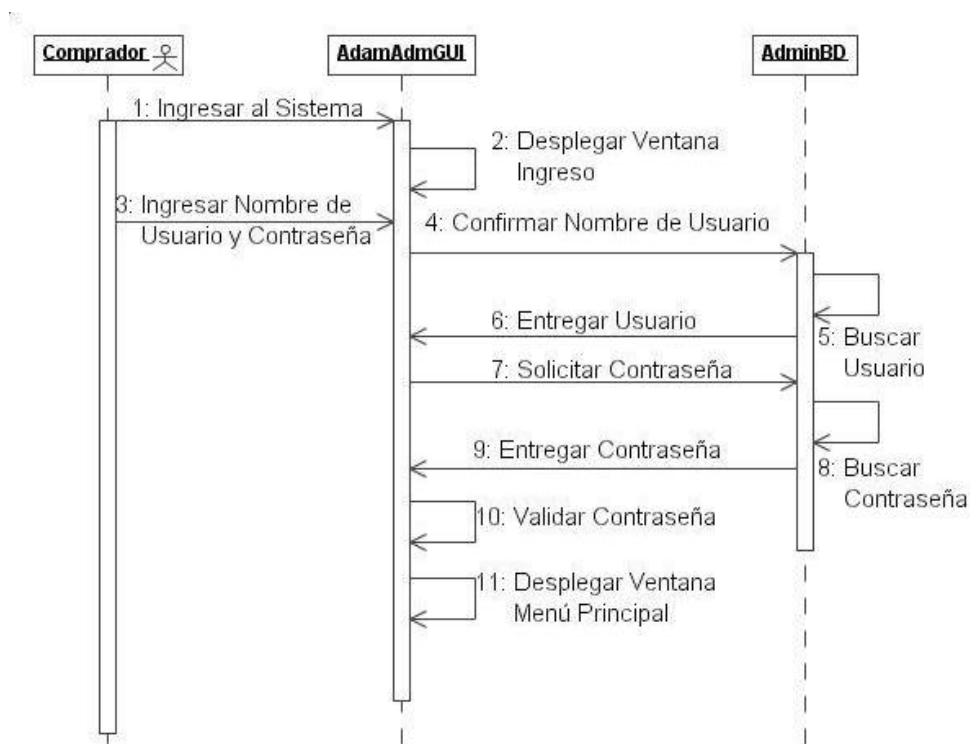 Comprador
AdamAdmGUI
AdminBD
1: Ingresar al Sistema
2: Desplegar Ventana
Ingreso
3: Ingresar Nombre de
Usuario y Contraseña
4: Confirmar Nombre de Usuario
5: Buscar
Usuario
6: Entregar Usuario
7: Solicitar Contraseña
8: Buscar
Contraseña
9: Entregar Contraseña
10: Validar Contraseña
11: Desplegar Ventana
Menú Principal